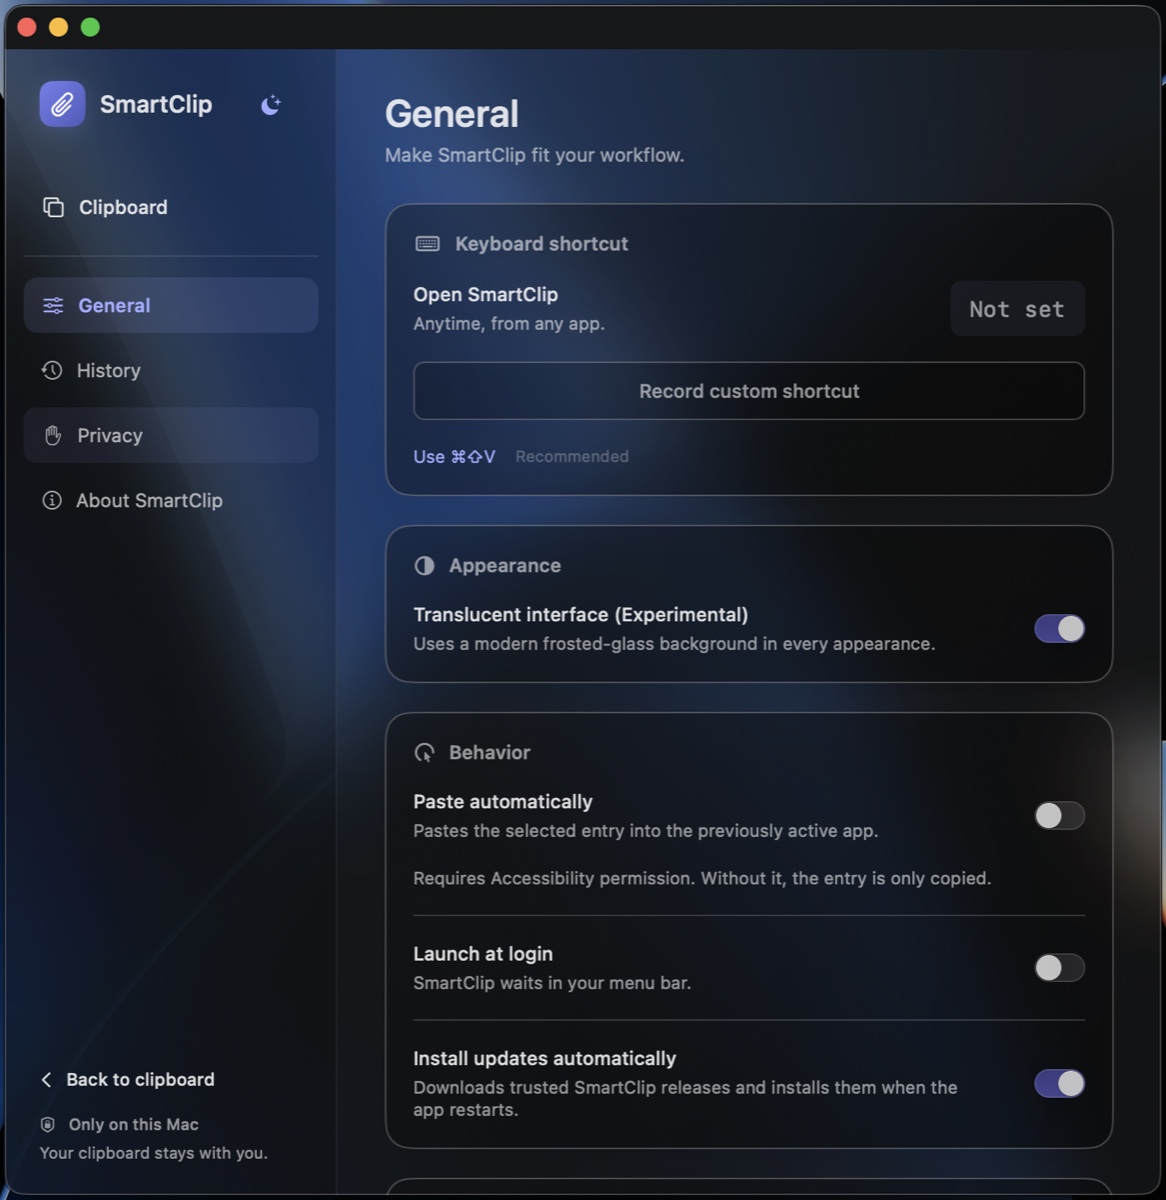 SmartClip
Clipboard
General
History
Privacy
About SmartClip
Back to clipboard
Only on this Mac
Your clipboard stays with you.
General
Make SmartClip fit your workflow.
Keyboard shortcut
Open SmartClip
Anytime, from any app.
Not set
Record custom shortcut
Use ⌘⇧V Recommended
Appearance
Translucent interface (Experimental)
Uses a modern frosted-glass background in every appearance.
Behavior
Paste automatically
Pastes the selected entry into the previously active app.
Requires Accessibility permission. Without it, the entry is only copied.
Launch at login
SmartClip waits in your menu bar.
Install updates automatically
Downloads trusted SmartClip releases and installs them when the
app restarts.